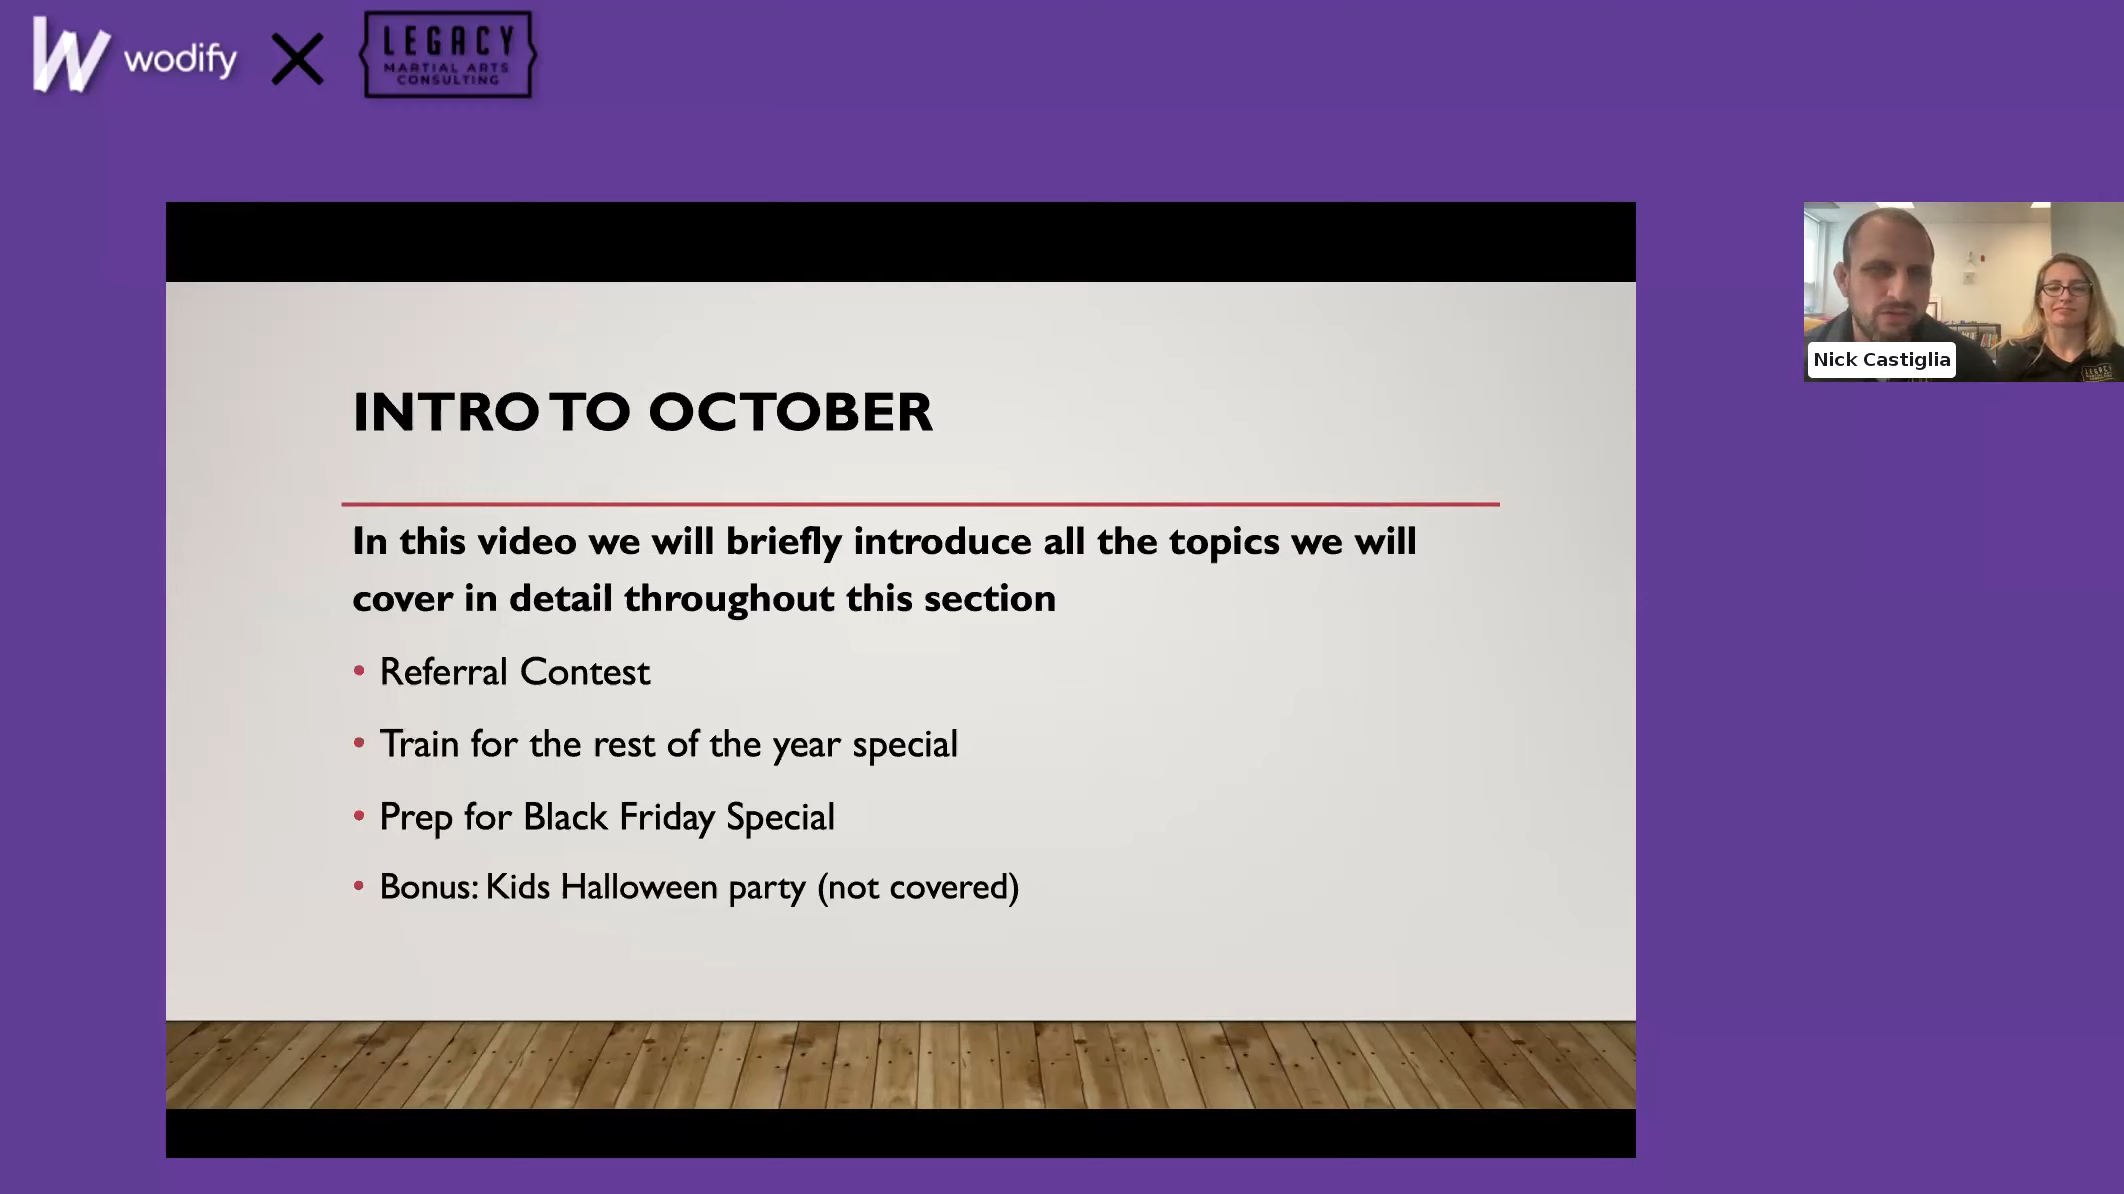 wodify
LEGACY
MARTIAL ARTS
CONSULTING
INTRO TO OCTOBER
In this video we will briefly introduce all the topics we will
cover in detail throughout this section
• Referral Contest
• Train for the rest of the year special
• Prep for Black Friday Special
• Bonus: Kids Halloween party (not covered)
Nick Castiglia
LEGACY